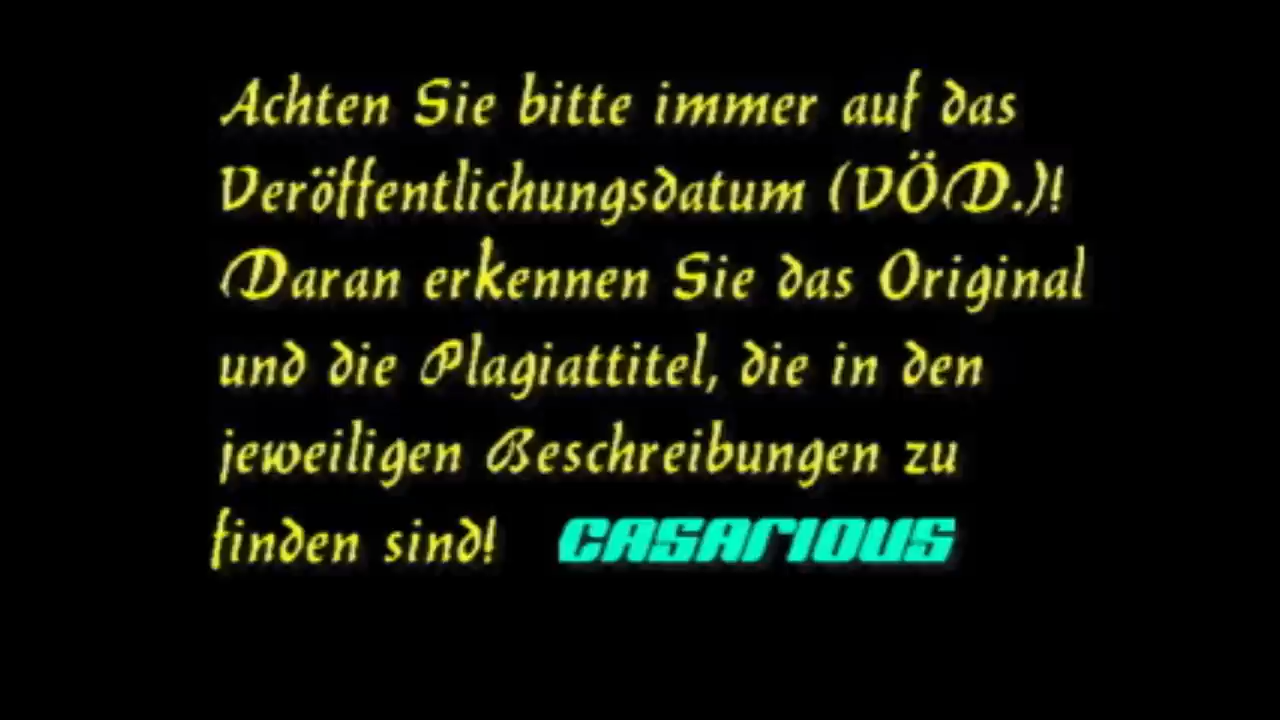 Achten Sie bitte immer auf das
Veröffentlichungsdatum (VÖD.)!
Daran erkennen Sie das Original
und die Plagiattitel, die in den
jeweiligen Beschreibungen zu
finden sind! CASARIOUS